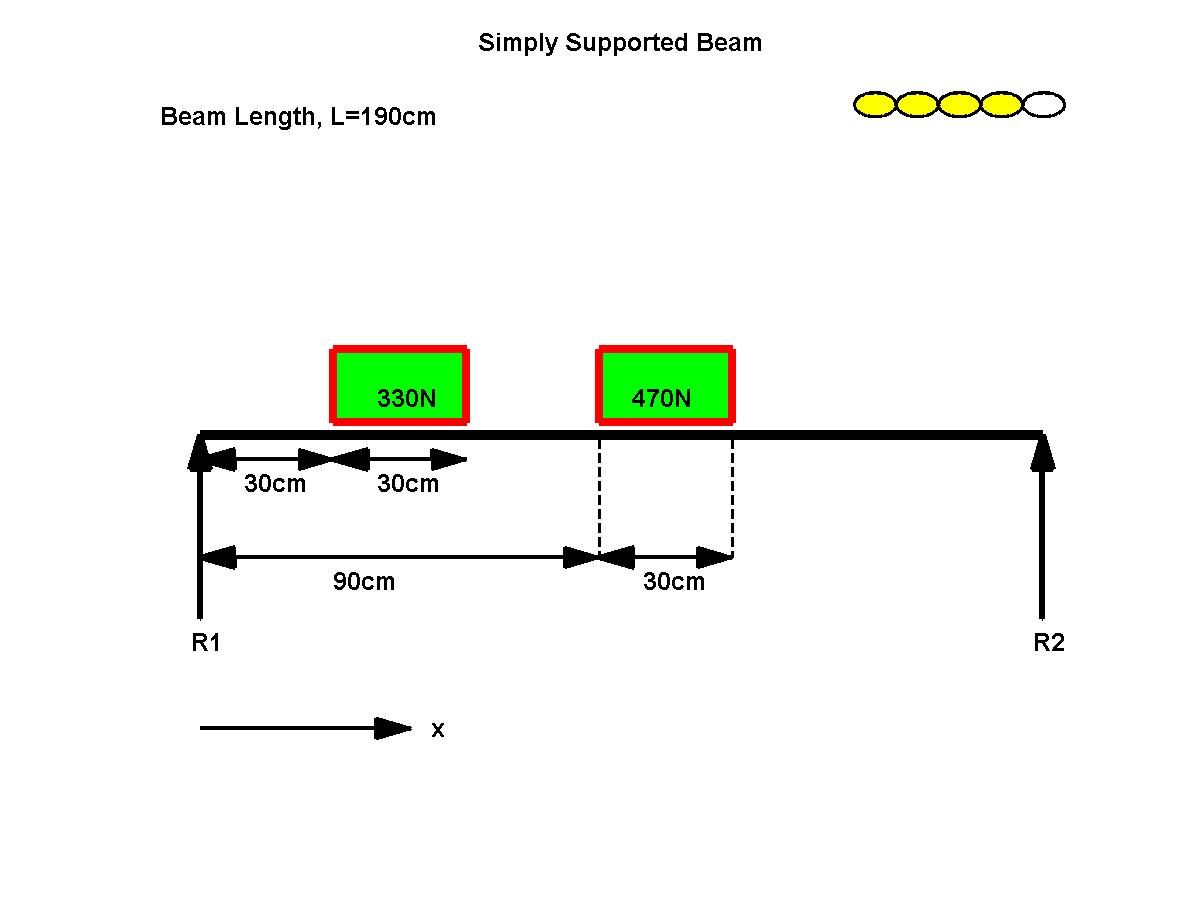 Simply Supported Beam
Beam Length, L=190cm
330N
470N
30cm
30cm
90cm
30cm
R1
R2
x